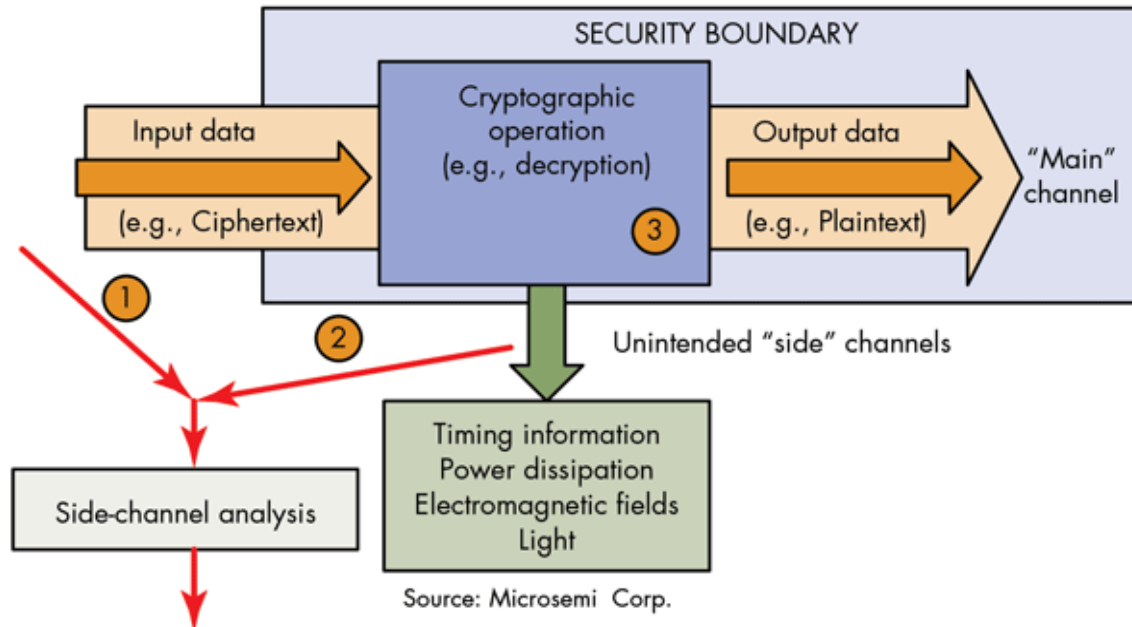 SECURITY BOUNDARY
Input data
(e.g., Ciphertext)
Cryptographic
operation
(e.g., decryption)
3
Output data
(e.g., Plaintext)
“Main”
channel
1
2
Unintended “side” channels
Timing information
Power dissipation
Electromagnetic fields
Light
Side-channel analysis
Source: Microsemi Corp.